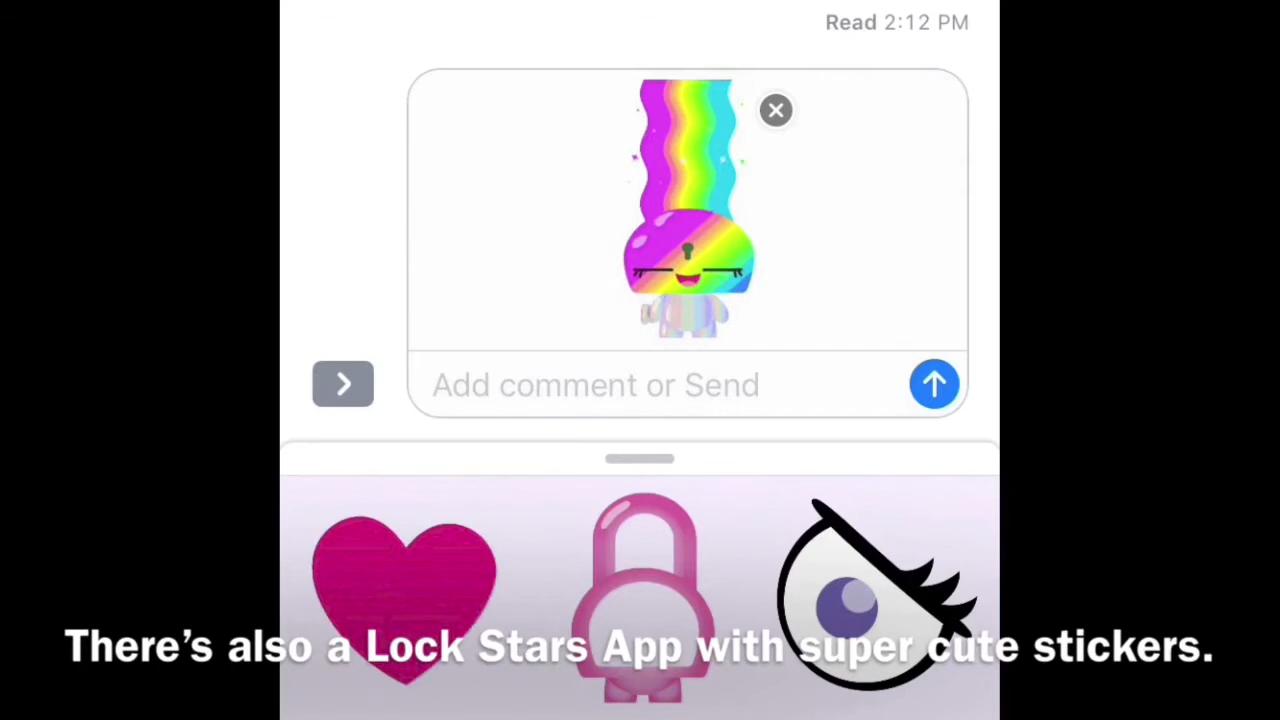 Read 2:12 PM
Add comment or Send
There's also a Lock Stars App with super cute stickers.